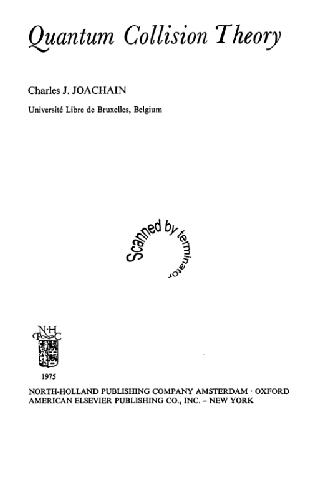 Quantum Collision Theory
Charles J. JOACHAIN
Université Libre de Bruxelles, Belgium
Scanned by terminator
N·H
1975
NORTH-HOLLAND PUBLISHING COMPANY AMSTERDAM · OXFORD
AMERICAN ELSEVIER PUBLISHING CO., INC. – NEW YORK